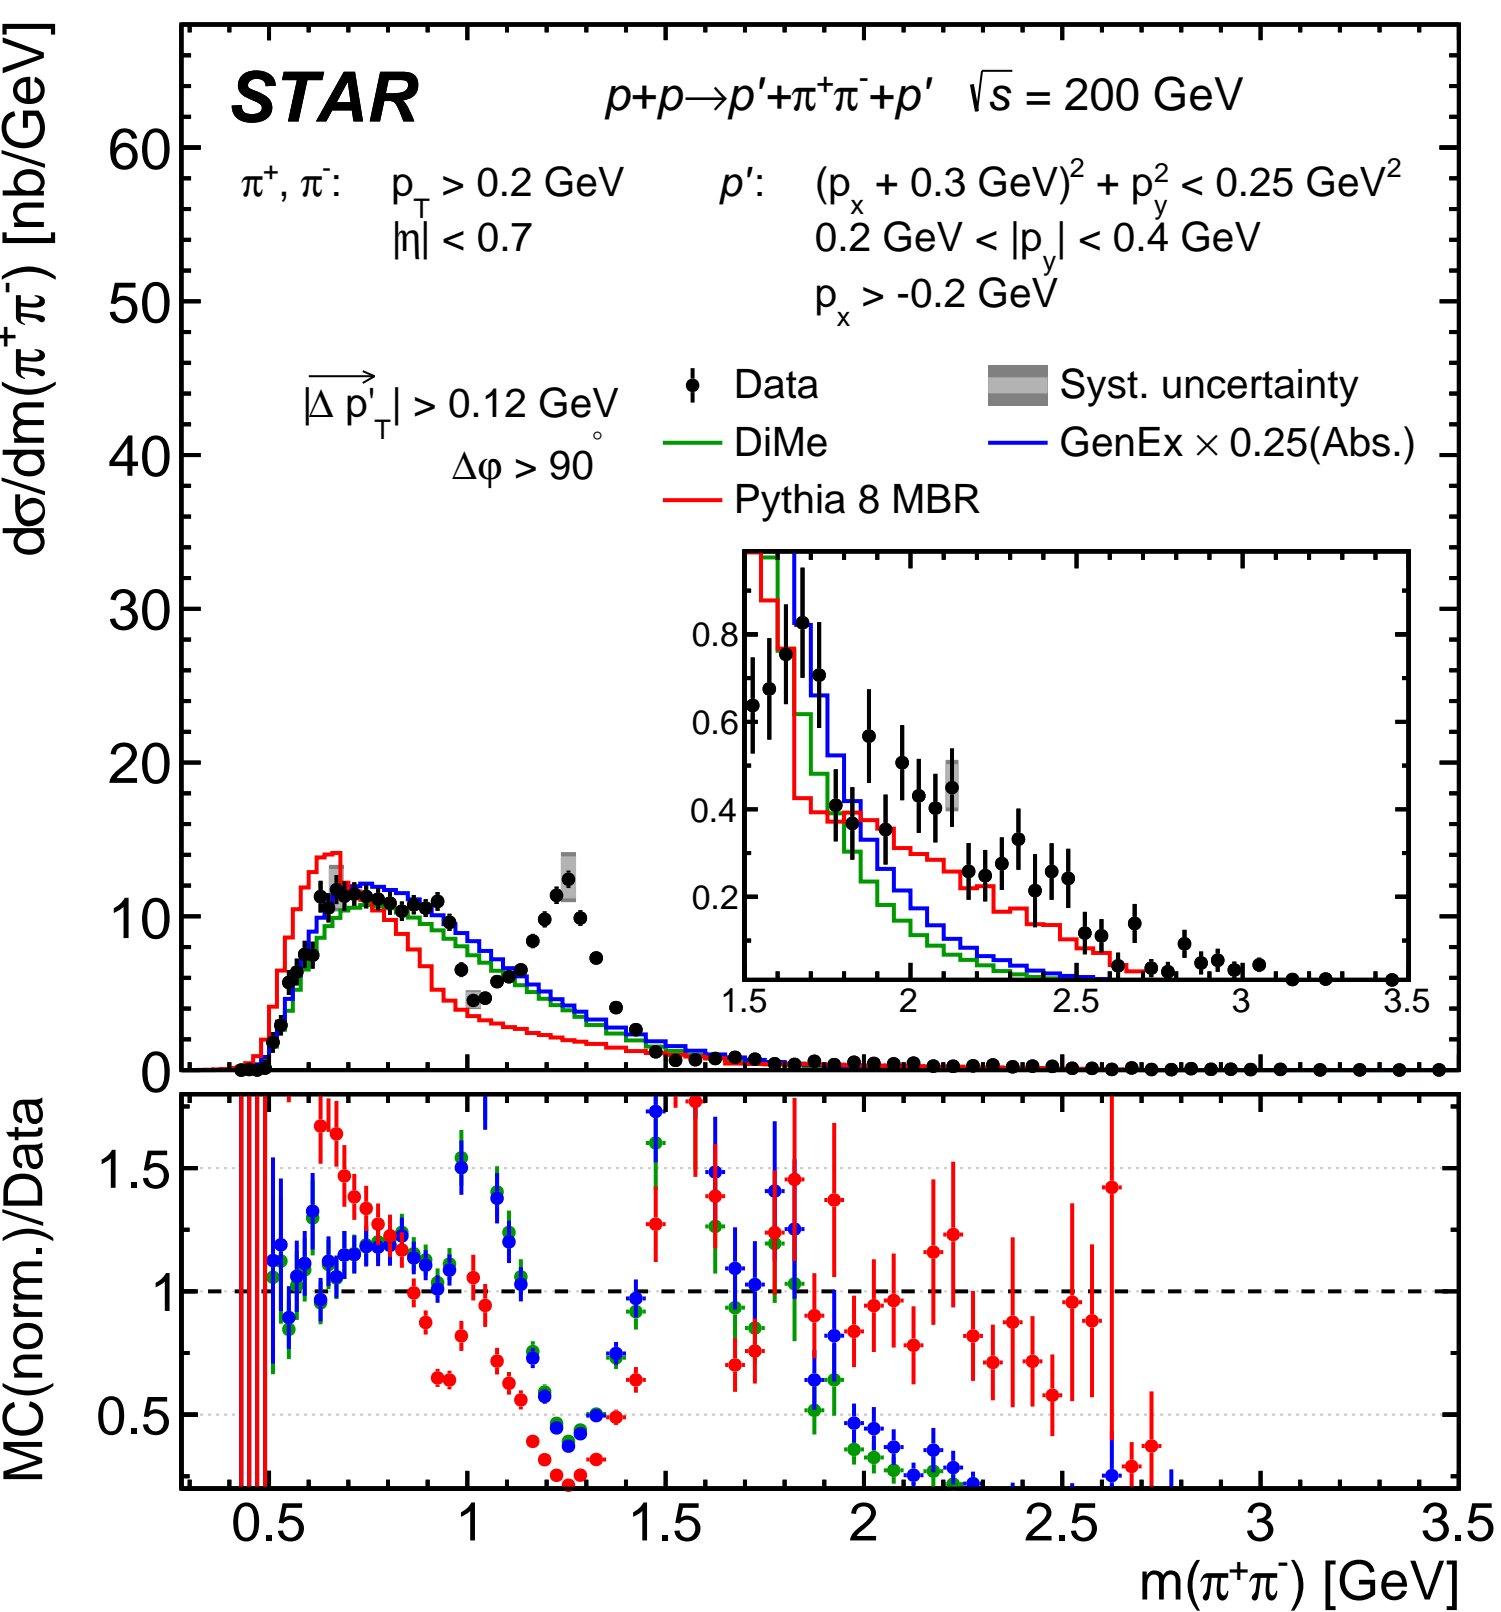 STAR p+p→p′+π⁺π⁻+p′ √s = 200 GeV
π⁺, π⁻: p_T > 0.2 GeV p′: (p_x + 0.3 GeV)² + p_y² < 0.25 GeV²
|η| < 0.7 0.2 GeV < |p_y| < 0.4 GeV
p_x > -0.2 GeV
|Δ p'_T| > 0.12 GeV
Δφ > 90°
Data Syst. uncertainty
DiMe GenEx × 0.25(Abs.)
Pythia 8 MBR
dσ/dm(π⁺π⁻) [nb/GeV]
60
50
40
30
20
10
0
0.8
0.6
0.4
0.2
1.5 2 2.5 3 3.5
MC(norm.)/Data
1.5
1
0.5
0.5 1 1.5 2 2.5 3 3.5
m(π⁺π⁻) [GeV]